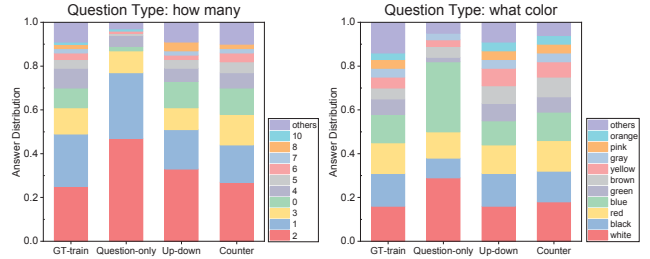 Question Type: how many
Answer Distribution
1.0
0.8
0.6
0.4
0.2
0.0
GT-train Question-only Up-down Counter
others
10
8
7
6
5
4
0
3
1
2
Question Type: what color
Answer Distribution
1.0
0.8
0.6
0.4
0.2
0.0
GT-train Question-only Up-down Counter
others
orange
pink
gray
yellow
brown
green
blue
red
black
white